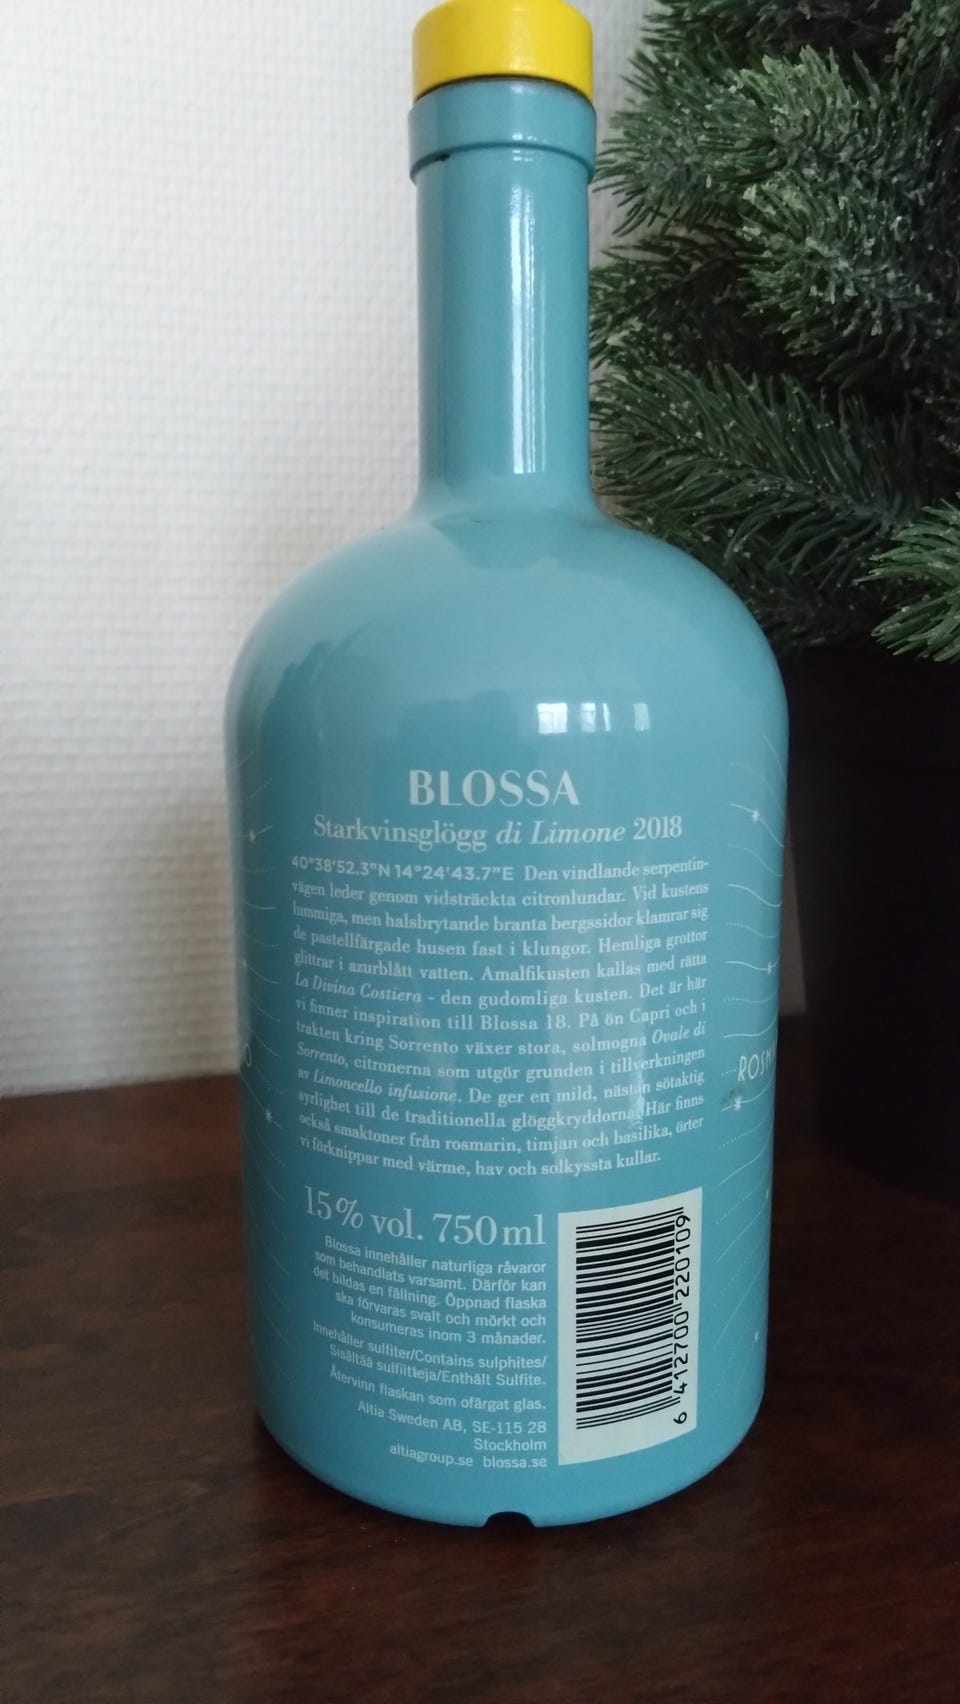 BLOSSA
Starkvinsglögg di Limone 2018
40°38'52.3"N 14°24'43.7"E Den vindlande serpentin-
vägen leder genom vidsträckta citronlundar. Vid kustens
lummiga, men halsbrytande branta bergssidor klamrar sig
de pastellfärgade husen fast i klungor. Hemliga grottor
glittrar i azurblått vatten. Amalfikusten kallas med rätta
La Divina Costiera - den gudomliga kusten. Det är här
vi finner inspiration till Blossa 18. På ön Capri och i
trakten kring Sorrento växer stora, solmogna Ovale di
Sorrento, citronerna som utgör grunden i tillverkningen
av Limoncello infusione. De ger en mild, nästan sötaktig
syrlighet till de traditionella glöggkryddorna. Här finns
också smaktoner från rosmarin, timjan och basilika, örter
vi förknippar med värme, hav och solkyssta kullar.
15% vol. 750 ml
Blossa innehåller naturliga råvaror
som behandlats varsamt. Därför kan
det bildas en fällning. Öppnad flaska
ska förvaras svalt och mörkt och
konsumeras inom 3 månader.
Innehåller sulfiter/Contains sulphites/
Sisältää sulfiitteja/Enthält Sulfite.
Återvinn flaskan som ofärgat glas.
Altia Sweden AB, SE-115 28
Stockholm
altiagroup.se blossa.se
6 412700 220109
ROSMA